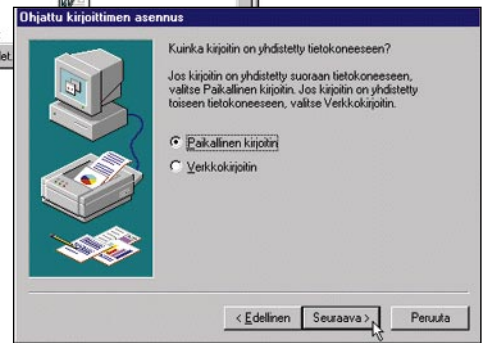 Ohjattu kirjoittimen asennus
Kuinka kirjoitin on yhdistetty tietokoneeseen?
Jos kirjoitin on yhdistetty suoraan tietokoneeseen,
valitse Paikallinen kirjoitin. Jos kirjoitin on yhdistetty
toiseen tietokoneeseen, valitse Verkkokirjoitin.
Paikallinen kirjoitin
Verkkokirjoitin
< Edellinen Seuraava > Peruuta